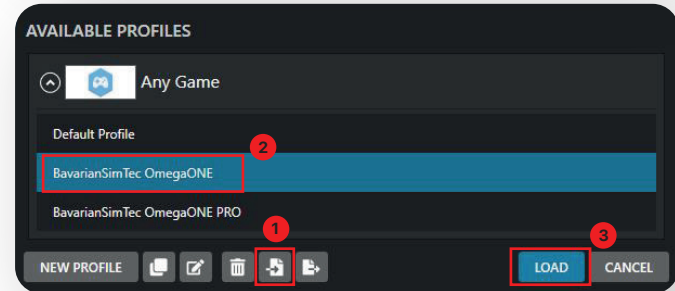 AVAILABLE PROFILES
Any Game
Default Profile
2
BavarianSimTec OmegaONE
BavarianSimTec OmegaONE PRO
1
3
NEW PROFILE LOAD CANCEL